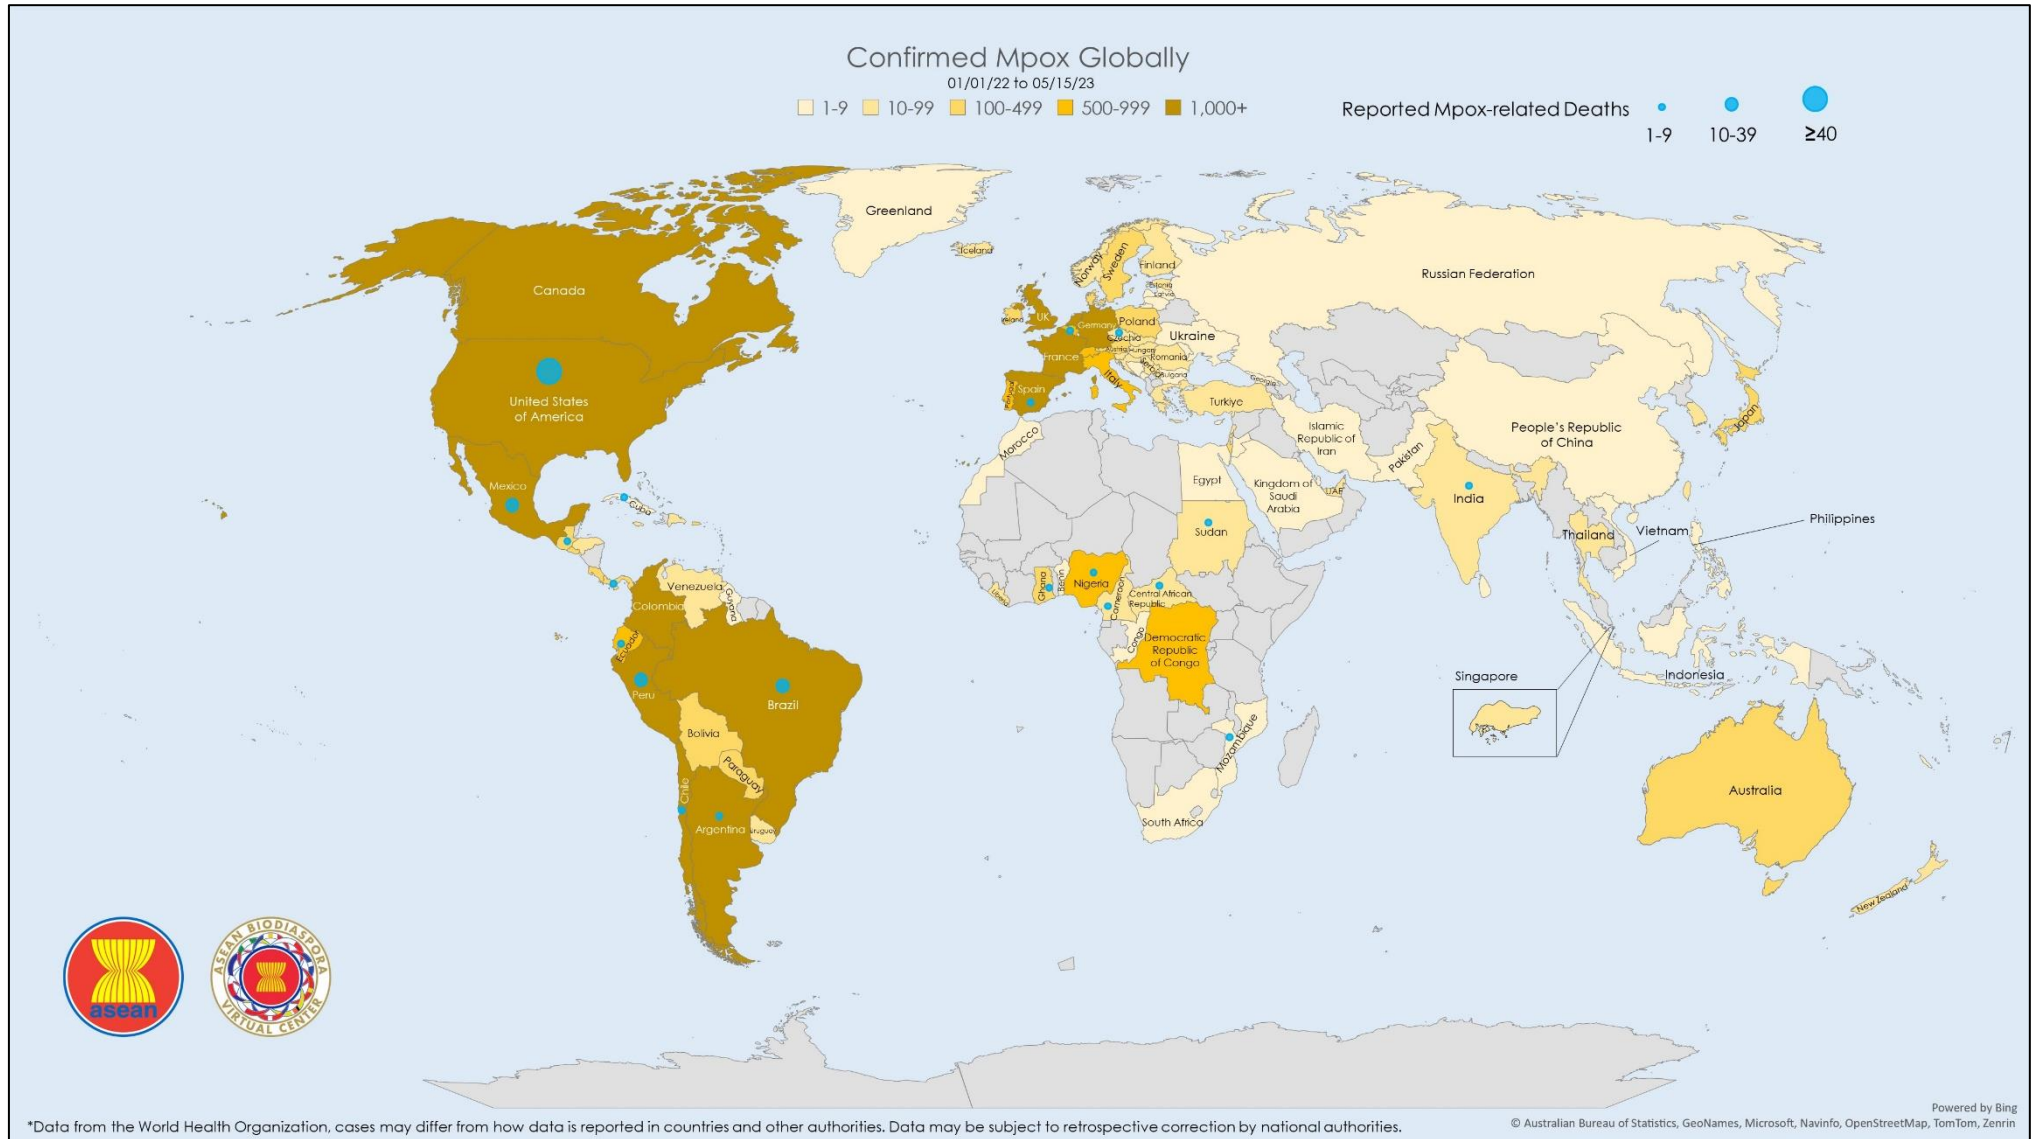 Confirmed Mpox Globally
01/01/22 to 05/15/23
1-9
10-99
100-499
500-999
1,000+
Reported Mpox-related Deaths
1-9
10-39
≥40
Greenland
Iceland
Norway
Sweden
Finland
Estonia
Latvia
Russian Federation
Canada
Ireland
UK
Germany
Poland
Czechia
Ukraine
France
Austria
Hungary
Romania
Serbia
Bulgaria
Italy
Georgia
Portugal
Spain
Turkiye
United States
of America
Islamic
Republic of
Iran
People's Republic
of China
Japan
Morocco
Pakistan
Mexico
Egypt
Kingdom of
Saudi
Arabia
UAE
India
Cuba
Sudan
Thailand
Vietnam
Philippines
Venezuela
Guyana
Colombia
Liberia
Ghana
Benin
Nigeria
Cameroon
Central African
Republic
Ecuador
Congo
Democratic
Republic
of Congo
Peru
Brazil
Singapore
Indonesia
Bolivia
Paraguay
Mozambique
Chile
Argentina
Uruguay
South Africa
Australia
New Zealand
asean
ASEAN BIODIASPORA
VIRTUAL CENTER
Powered by Bing
*Data from the World Health Organization, cases may differ from how data is reported in countries and other authorities. Data may be subject to retrospective correction by national authorities.
© Australian Bureau of Statistics, GeoNames, Microsoft, Navinfo, OpenStreetMap, TomTom, Zenrin